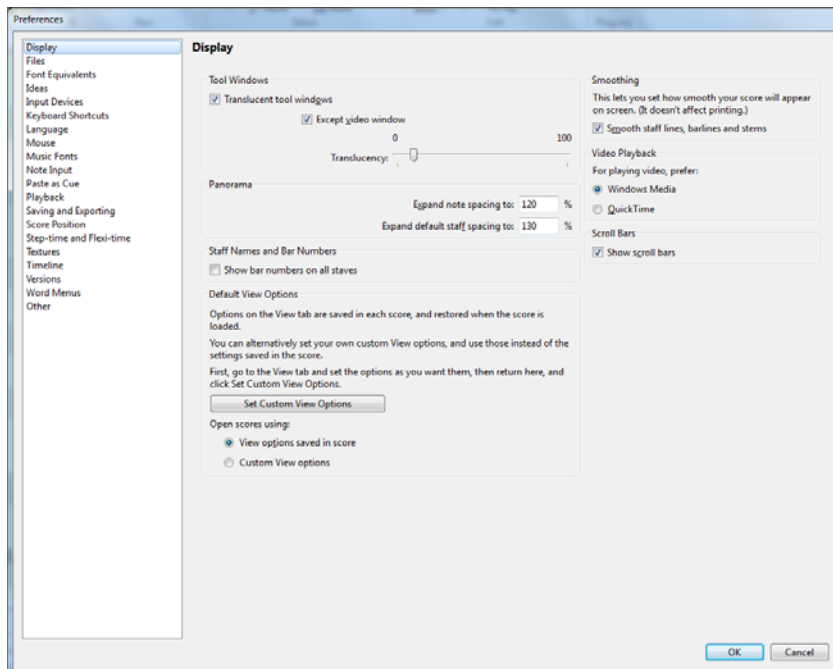 Preferences
Display
Files
Font Equivalents
Ideas
Input Devices
Keyboard Shortcuts
Language
Mouse
Music Fonts
Note Input
Paste as Cue
Playback
Saving and Exporting
Score Position
Step-time and Flexi-time
Textures
Timeline
Versions
Word Menus
Other
Display
Tool Windows
Translucent tool windows
Except video window
0 100
Translucency:
Panorama
Expand note spacing to: 120 %
Expand default staff spacing to: 130 %
Staff Names and Bar Numbers
Show bar numbers on all staves
Default View Options
Options on the View tab are saved in each score, and restored when the score is
loaded.
You can alternatively set your own custom View options, and use those instead of the
settings saved in the score.
First, go to the View tab and set the options as you want them, then return here, and
click Set Custom View Options.
Set Custom View Options
Open scores using:
View options saved in score
Custom View options
Smoothing
This lets you set how smooth your score will appear
on screen. (It doesn't affect printing.)
Smooth staff lines, barlines and stems
Video Playback
For playing video, prefer:
Windows Media
QuickTime
Scroll Bars
Show scroll bars
OK Cancel